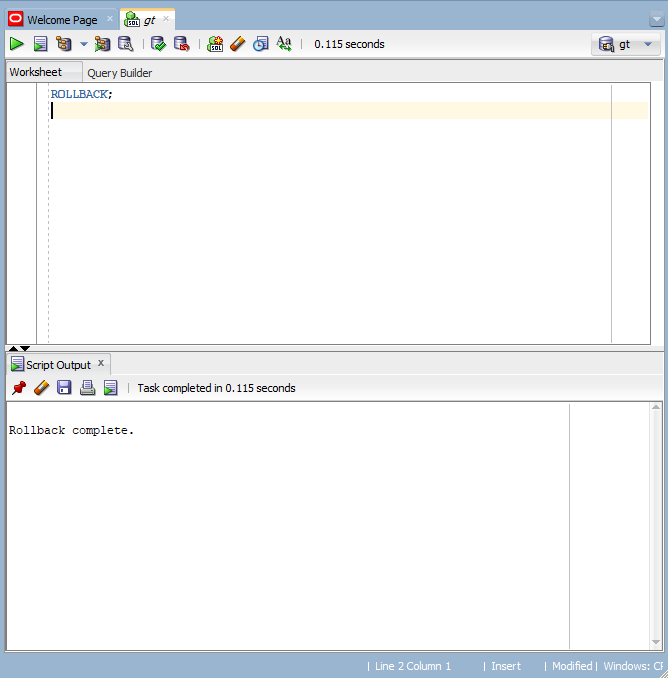 Welcome Page
gt
0.115 seconds
gt
Worksheet
Query Builder
ROLLBACK;
Script Output
Task completed in 0.115 seconds
Rollback complete.
Line 2 Column 1
Insert
Modified
Windows: